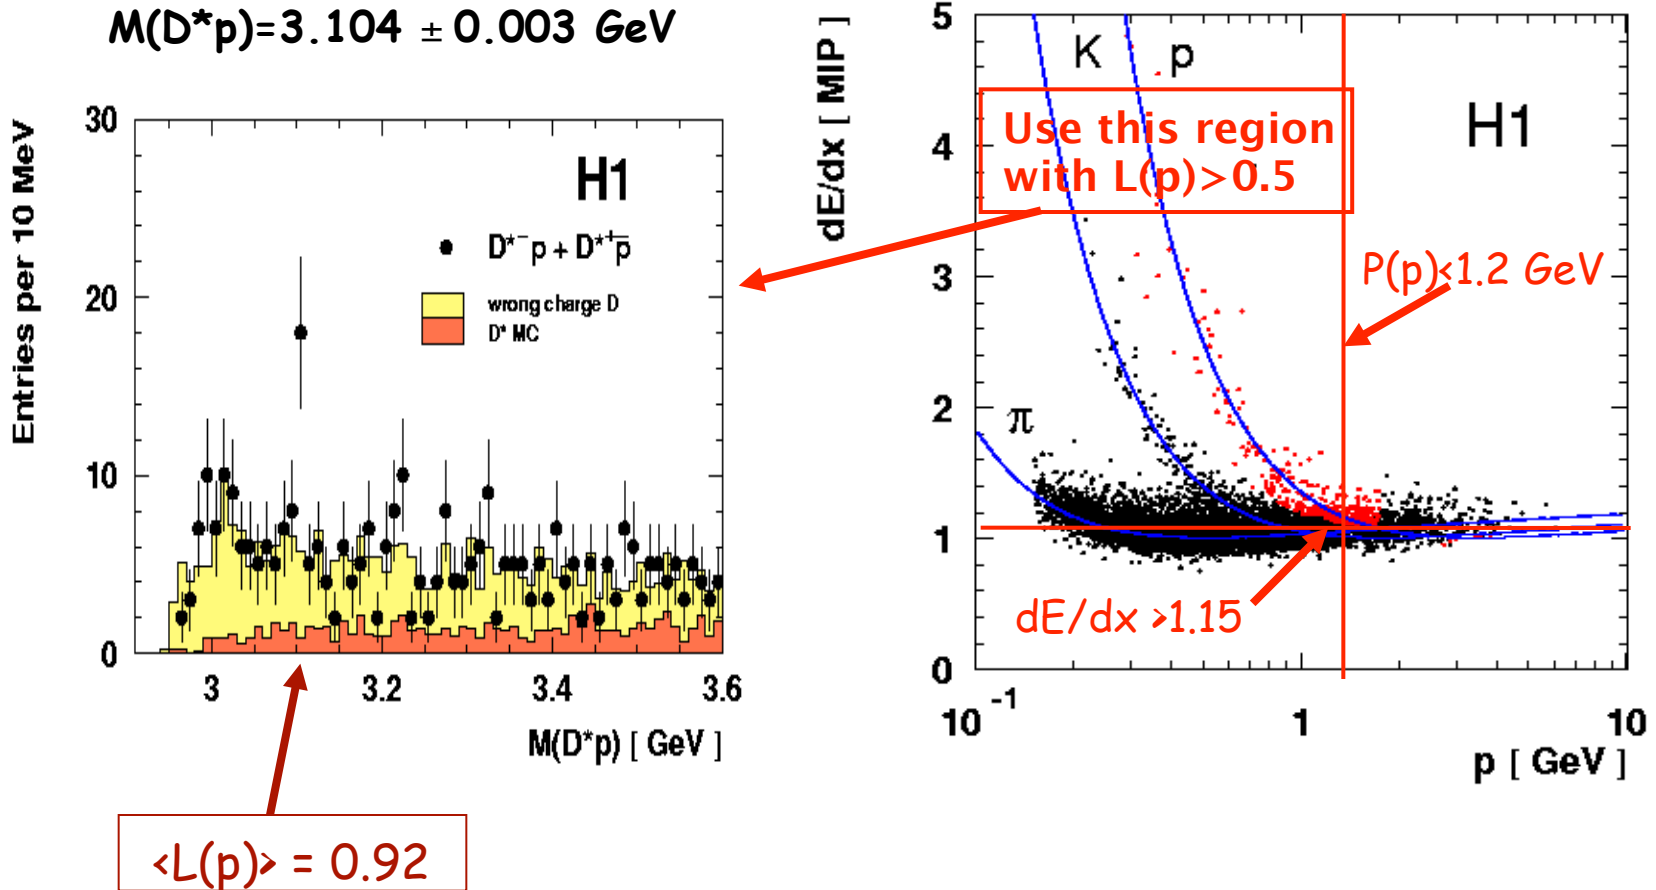 M(D*p)=3.104 ± 0.003 GeV
Entries per 10 MeV
30
20
10
0
H1
D*⁻p + D*⁺p̅
wrong charge D
D* MC
3
3.2
3.4
3.6
M(D*p) [ GeV ]
<L(p)> = 0.92
dE/dx [ MIP ]
5
4
3
2
1
0
K
p
π
H1
Use this region
with L(p)>0.5
P(p)<1.2 GeV
dE/dx >1.15
10⁻¹
1
10
p [ GeV ]